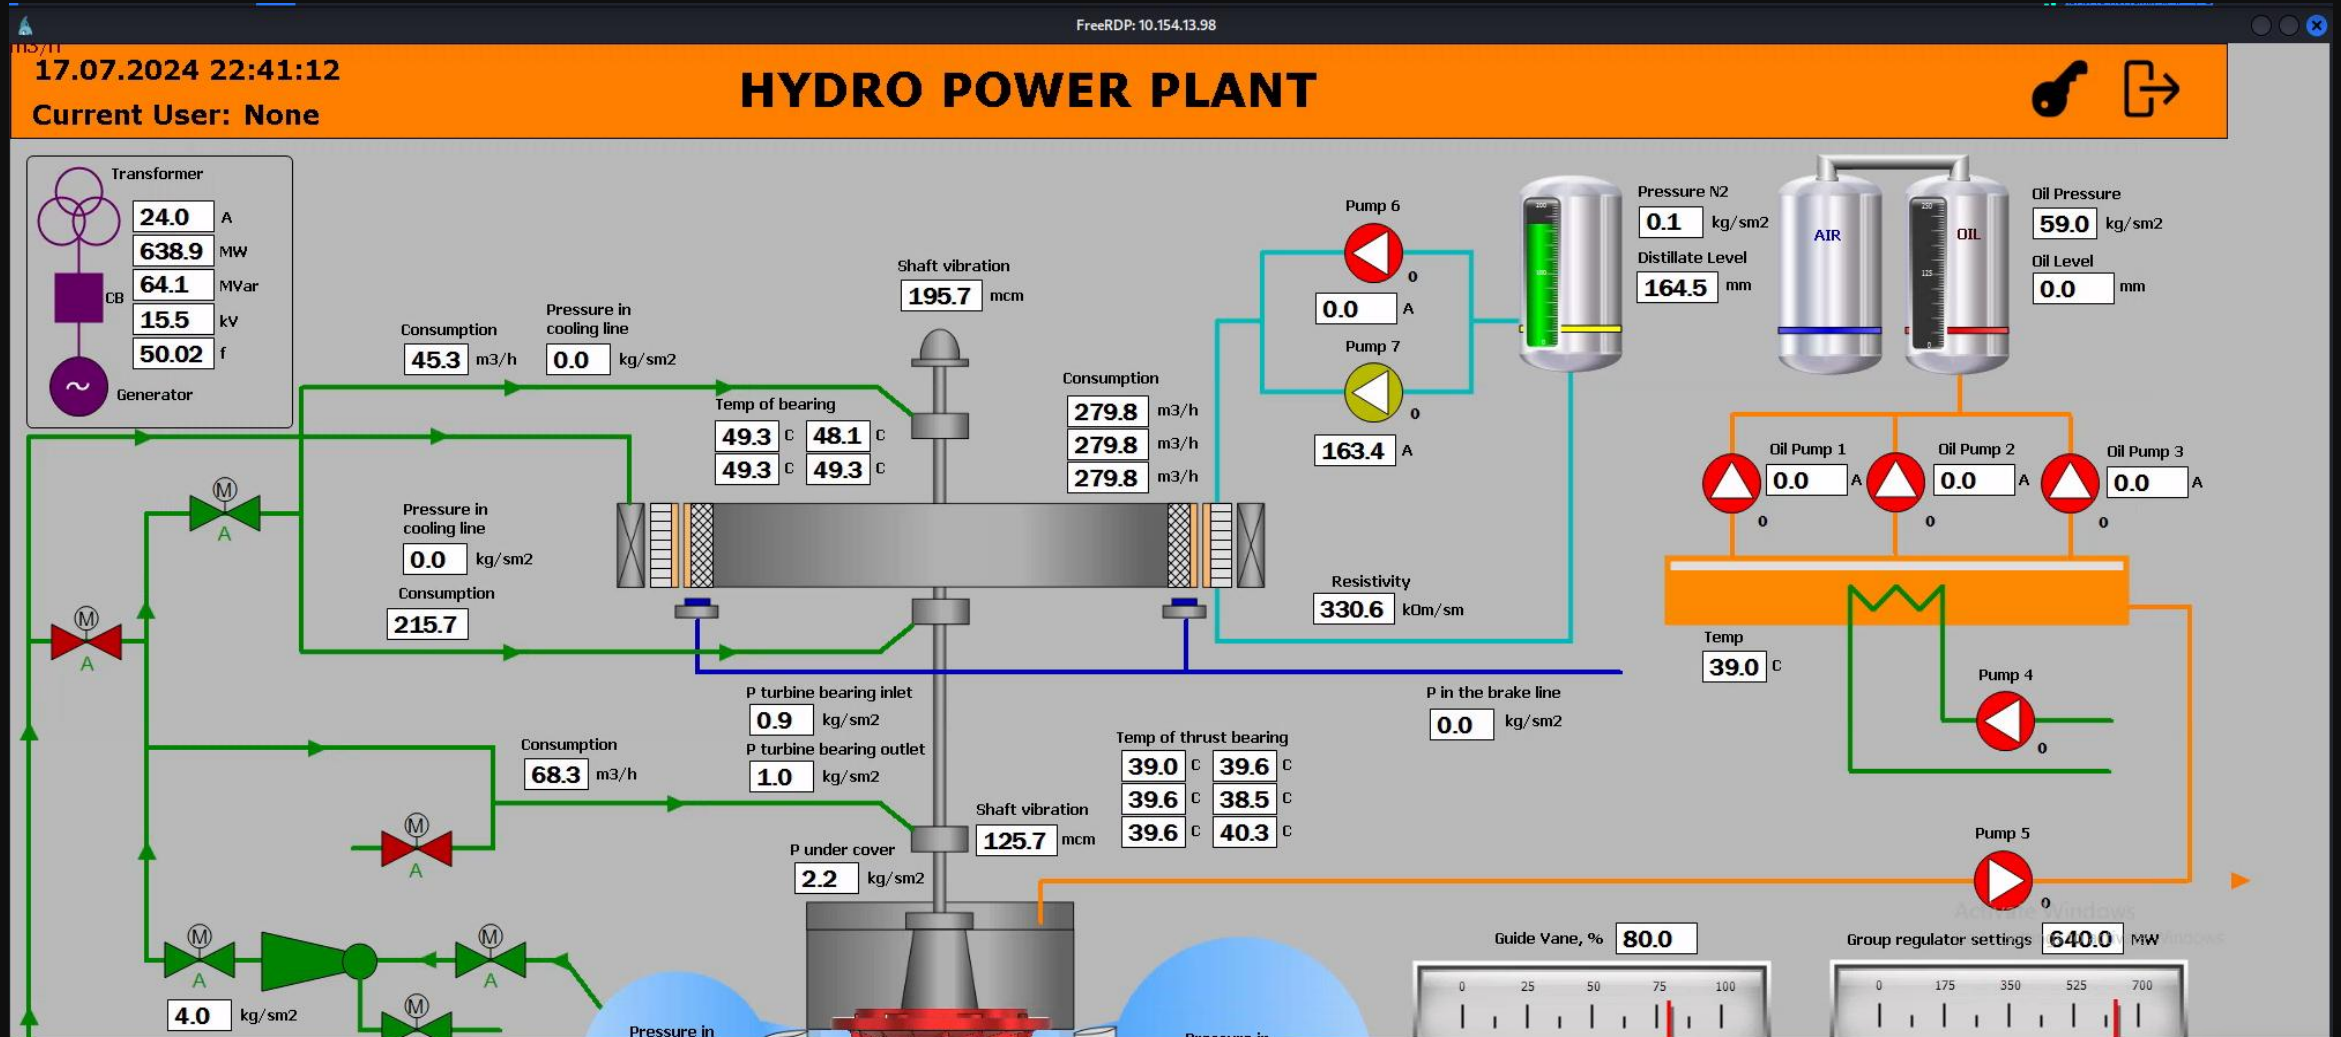 FreeRDP: 10.154.13.98
m3/h
17.07.2024 22:41:12
HYDRO POWER PLANT
Current User: None
Transformer
24.0 A
638.9 MW
64.1 MVar
CB
15.5 kV
50.02 f
Generator
Consumption
45.3 m3/h
Pressure in
cooling line
0.0 kg/sm2
Shaft vibration
195.7 mcm
Temp of bearing
49.3 C 48.1 C
49.3 C 49.3 C
Consumption
279.8 m3/h
279.8 m3/h
279.8 m3/h
Pump 6
0
0.0 A
Pump 7
0
163.4 A
200
100
0
Pressure N2
0.1 kg/sm2
Distillate Level
164.5 mm
AIR
250
OIL
125
0
Oil Pressure
59.0 kg/sm2
Oil Level
0.0 mm
Oil Pump 1
0.0 A
0
Oil Pump 2
0.0 A
0
Oil Pump 3
0.0 A
0
M
A
Pressure in
cooling line
0.0 kg/sm2
Consumption
215.7
M
A
Resistivity
330.6 kOm/sm
Temp
39.0 C
Pump 4
0
P turbine bearing inlet
0.9 kg/sm2
P turbine bearing outlet
1.0 kg/sm2
P in the brake line
0.0 kg/sm2
Consumption
68.3 m3/h
Temp of thrust bearing
39.0 C 39.6 C
39.6 C 38.5 C
39.6 C 40.3 C
Shaft vibration
125.7 mcm
M
A
P under cover
2.2 kg/sm2
Pump 5
0
Activate Windows
M
A
M
A
4.0 kg/sm2
M
Guide Vane, % 80.0
0 25 50 75 100
Group regulator settings 640.0 MW
0 175 350 525 700
Pressure in
Pressure in